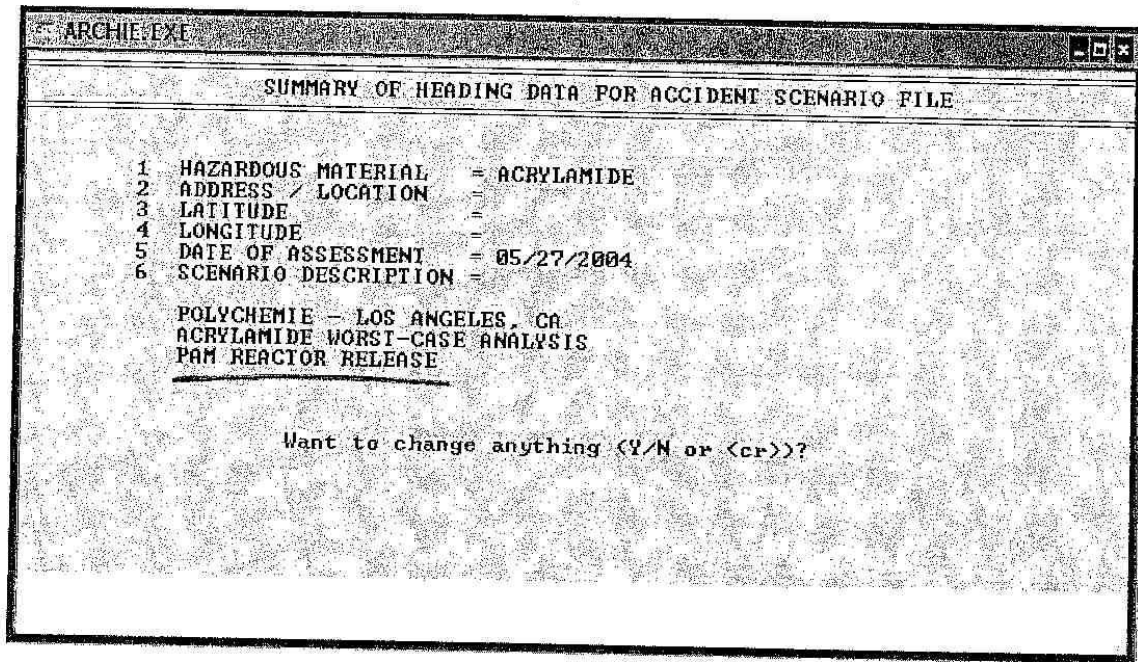 ARCHIE.EXE
SUMMARY OF HEADING DATA FOR ACCIDENT SCENARIO FILE
1 HAZARDOUS MATERIAL = ACRYLAMIDE
2 ADDRESS / LOCATION =
3 LATITUDE =
4 LONGITUDE =
5 DATE OF ASSESSMENT = 05/27/2004
6 SCENARIO DESCRIPTION =
POLYCHEMIE - LOS ANGELES, CA
ACRYLAMIDE WORST-CASE ANALYSIS
PAM REACTOR RELEASE
Want to change anything (Y/N or <cr>)?